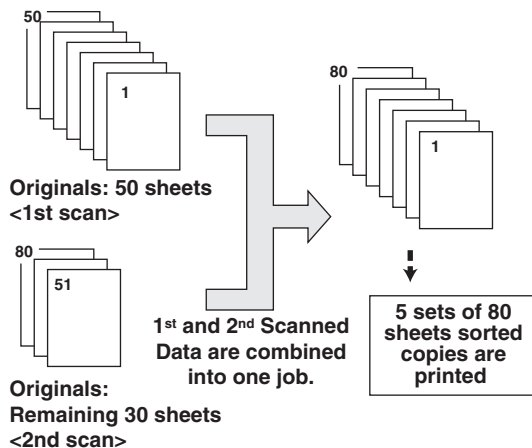 50
1
Originals: 50 sheets
<1st scan>
80
51
Originals:
Remaining 30 sheets
<2nd scan>
1st and 2nd Scanned
Data are combined
into one job.
80
1
5 sets of 80
sheets sorted
copies are
printed